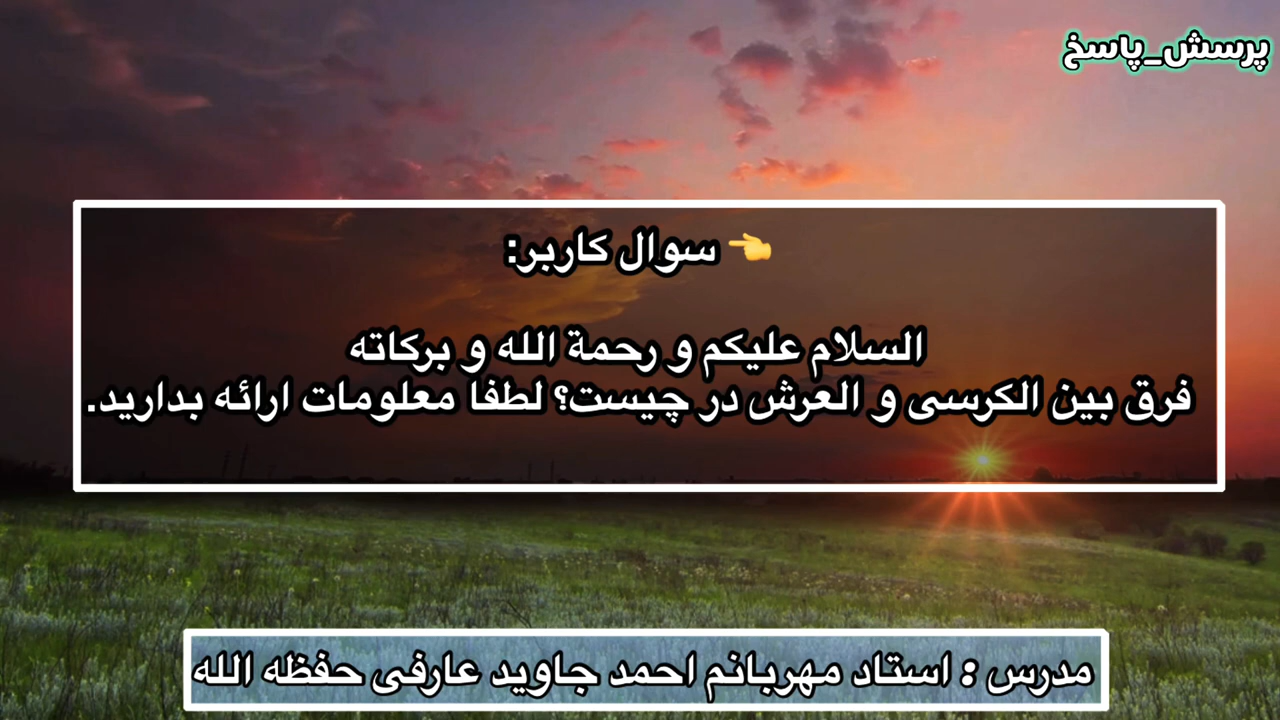 پرسش_پاسخ
👈 سوال کاربر:
السلام علیکم و رحمة الله و برکاته
فرق بین الکرسی و العرش در چیست؟ لطفا معلومات ارائه بدارید.
مدرس : استاد مهربانم احمد جاوید عارفی حفظه الله